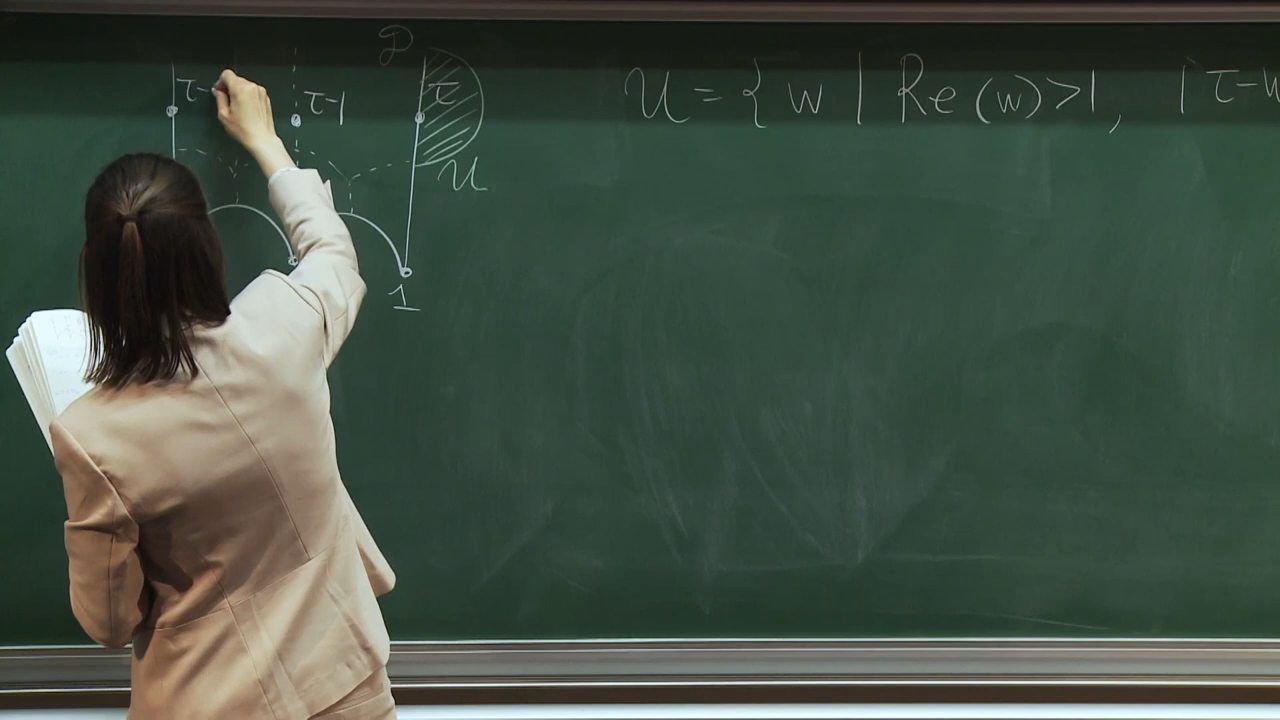 𝒟
τ-
τ-1
τ
𝒰
1
𝒰 = { w | Re (w) > 1, | τ-w